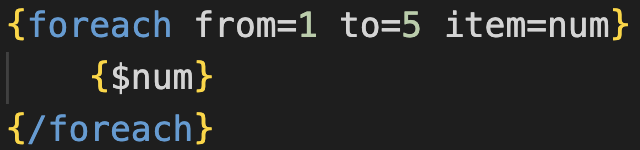 {foreach from=1 to=5 item=num}
    {$num}
{/foreach}